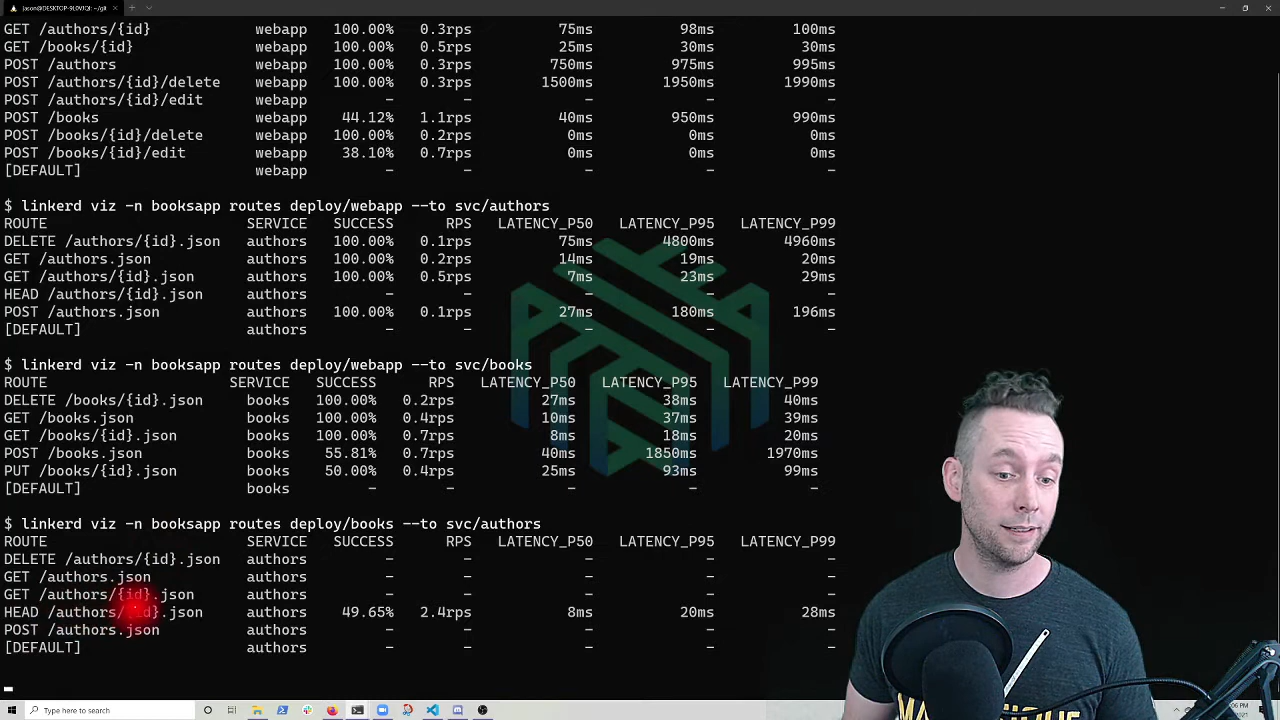 jason@DESKTOP-9L0V!QI: ~/git
GET /authors/{id} webapp 100.00% 0.3rps 75ms 98ms 100ms
GET /books/{id} webapp 100.00% 0.5rps 25ms 30ms 30ms
POST /authors webapp 100.00% 0.3rps 750ms 975ms 995ms
POST /authors/{id}/delete webapp 100.00% 0.3rps 1500ms 1950ms 1990ms
POST /authors/{id}/edit webapp - - - - -
POST /books webapp 44.12% 1.1rps 40ms 950ms 990ms
POST /books/{id}/delete webapp 100.00% 0.2rps 0ms 0ms 0ms
POST /books/{id}/edit webapp 38.10% 0.7rps 0ms 0ms 0ms
[DEFAULT] webapp - - - - -
$ linkerd viz -n booksapp routes deploy/webapp --to svc/authors
ROUTE SERVICE SUCCESS RPS LATENCY_P50 LATENCY_P95 LATENCY_P99
DELETE /authors/{id}.json authors 100.00% 0.1rps 75ms 4800ms 4960ms
GET /authors.json authors 100.00% 0.2rps 14ms 19ms 20ms
GET /authors/{id}.json authors 100.00% 0.5rps 7ms 23ms 29ms
HEAD /authors/{id}.json authors - - - - -
POST /authors.json authors 100.00% 0.1rps 27ms 180ms 196ms
[DEFAULT] authors - - - - -
$ linkerd viz -n booksapp routes deploy/webapp --to svc/books
ROUTE SERVICE SUCCESS RPS LATENCY_P50 LATENCY_P95 LATENCY_P99
DELETE /books/{id}.json books 100.00% 0.2rps 27ms 38ms 40ms
GET /books.json books 100.00% 0.4rps 10ms 37ms 39ms
GET /books/{id}.json books 100.00% 0.7rps 8ms 18ms 20ms
POST /books.json books 55.81% 0.7rps 40ms 1850ms 1970ms
PUT /books/{id}.json books 50.00% 0.4rps 25ms 93ms 99ms
[DEFAULT] books - - - - -
$ linkerd viz -n booksapp routes deploy/books --to svc/authors
ROUTE SERVICE SUCCESS RPS LATENCY_P50 LATENCY_P95 LATENCY_P99
DELETE /authors/{id}.json authors - - - - -
GET /authors.json authors - - - - -
GET /authors/{id}.json authors - - - - -
HEAD /authors/{id}.json authors 49.65% 2.4rps 8ms 20ms 28ms
POST /authors.json authors - - - - -
[DEFAULT] authors - - - - -
Type here to search